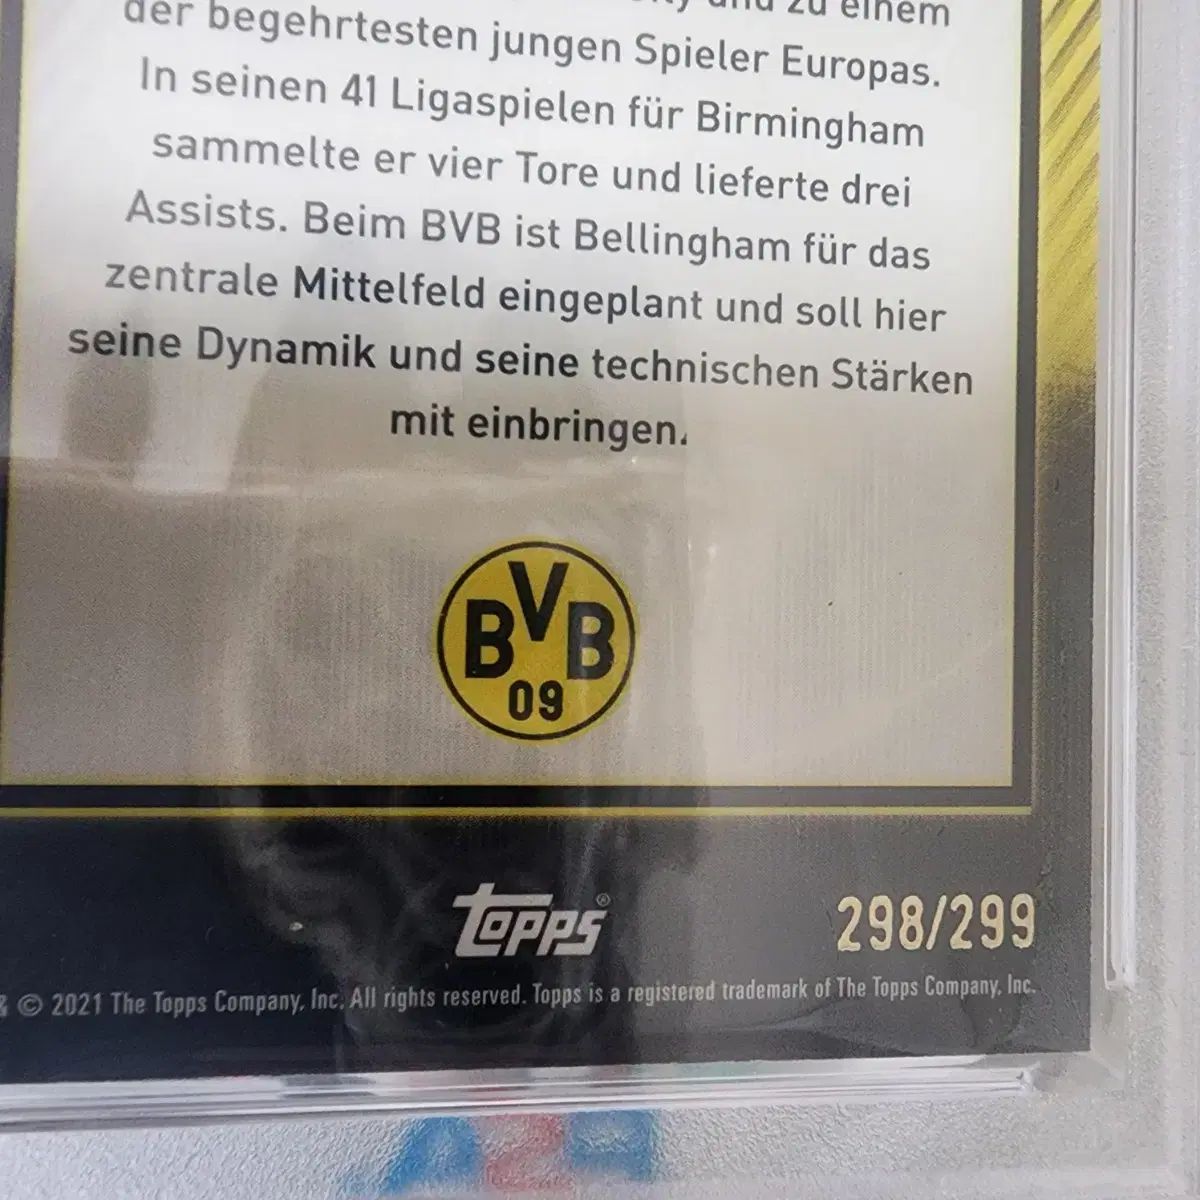 und zu einem
der begehrtesten jungen Spieler Europas.
In seinen 41 Ligaspielen für Birmingham
sammelte er vier Tore und lieferte drei
Assists. Beim BVB ist Bellingham für das
zentrale Mittelfeld eingeplant und soll hier
seine Dynamik und seine technischen Stärken
mit einbringen.
BVB
09
Topps®
298/299
& © 2021 The Topps Company, Inc. All rights reserved. Topps is a registered trademark of The Topps Company, Inc.